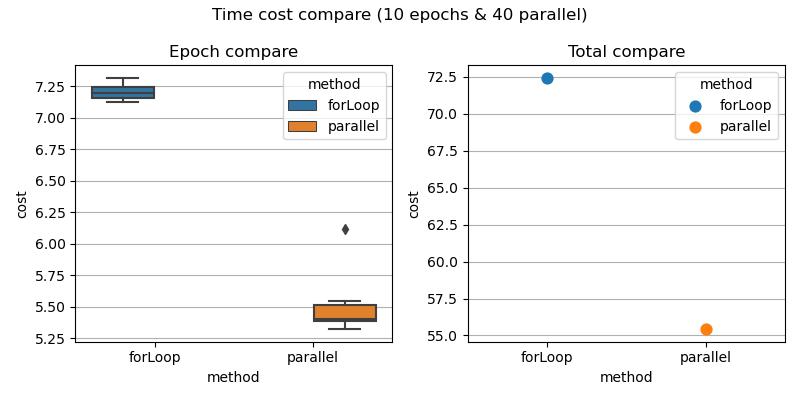 Time cost compare (10 epochs & 40 parallel)
Epoch compare
method
forLoop
parallel
7.25
7.00
6.75
6.50
6.25
6.00
5.75
5.50
5.25
cost
forLoop
parallel
method
Total compare
method
forLoop
parallel
72.5
70.0
67.5
65.0
62.5
60.0
57.5
55.0
cost
forLoop
parallel
method